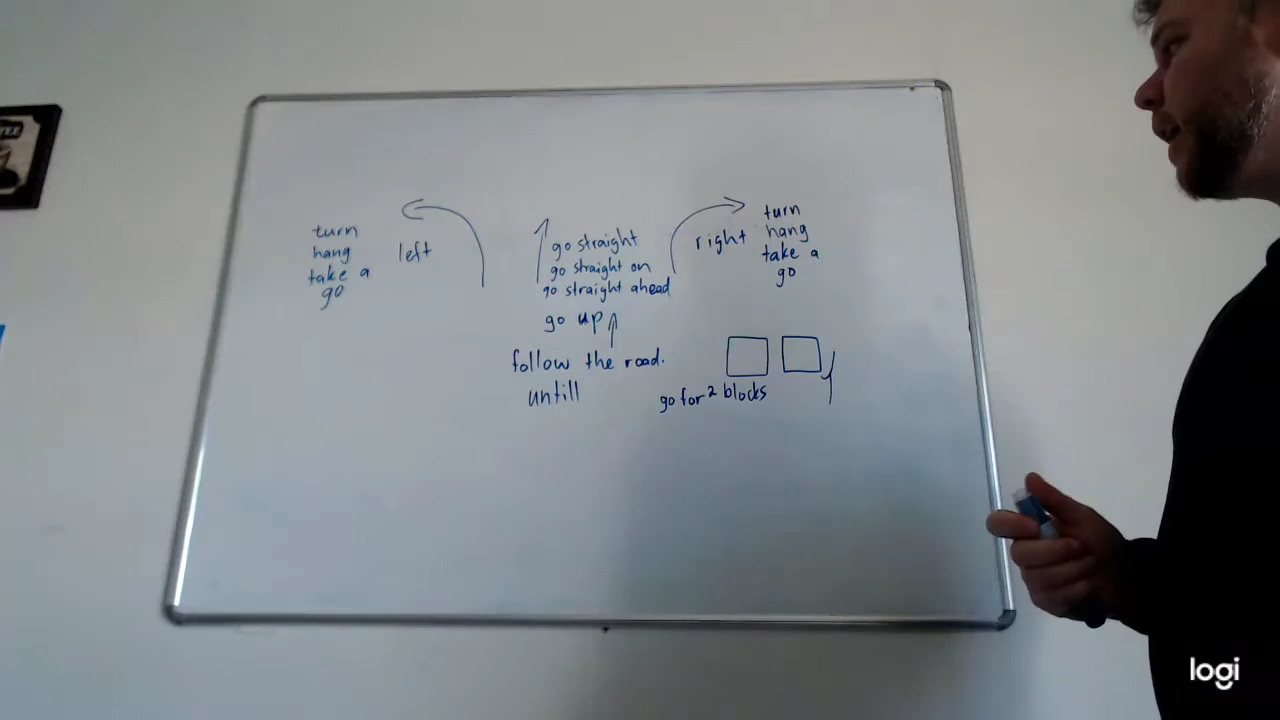 turn
hang
take a
go
left
go straight
go straight on
go straight ahead
go up
follow the road.
untill
right
turn
hang
take a
go
go for 2 blocks
logi